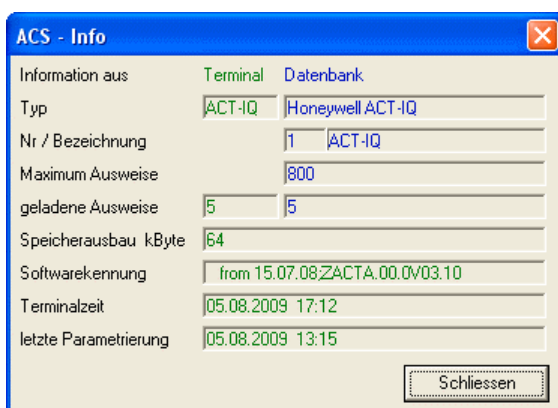 ACS - Info
Information aus Terminal Datenbank
Typ ACT-IQ Honeywell ACT-IQ
Nr / Bezeichnung 1 ACT-IQ
Maximum Ausweise 800
geladene Ausweise 5 5
Speicherausbau kByte 64
Softwarekennung from 15.07.08;ZACTA.00.0V03.10
Terminalzeit 05.08.2009 17:12
letzte Parametrierung 05.08.2009 13:15
Schliessen